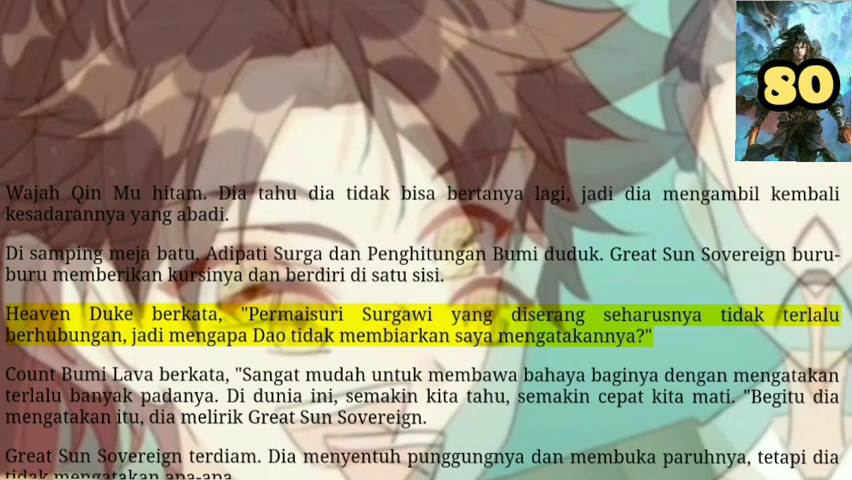 80
Wajah Qin Mu hitam. Dia tahu dia tidak bisa bertanya lagi, jadi dia mengambil kembali
kesadarannya yang abadi.
Di samping meja batu, Adipati Surga dan Penghitungan Bumi duduk. Great Sun Sovereign buru-
buru memberikan kursinya dan berdiri di satu sisi.
Heaven Duke berkata, "Permaisuri Surgawi yang diserang seharusnya tidak terlalu
berhubungan, jadi mengapa Dao tidak membiarkan saya mengatakannya?"
Count Bumi Lava berkata, "Sangat mudah untuk membawa bahaya baginya dengan mengatakan
terlalu banyak padanya. Di dunia ini, semakin kita tahu, semakin cepat kita mati. "Begitu dia
mengatakan itu, dia melirik Great Sun Sovereign.
Great Sun Sovereign terdiam. Dia menyentuh punggungnya dan membuka paruhnya, tetapi dia
tidak mengatakan apa-apa.